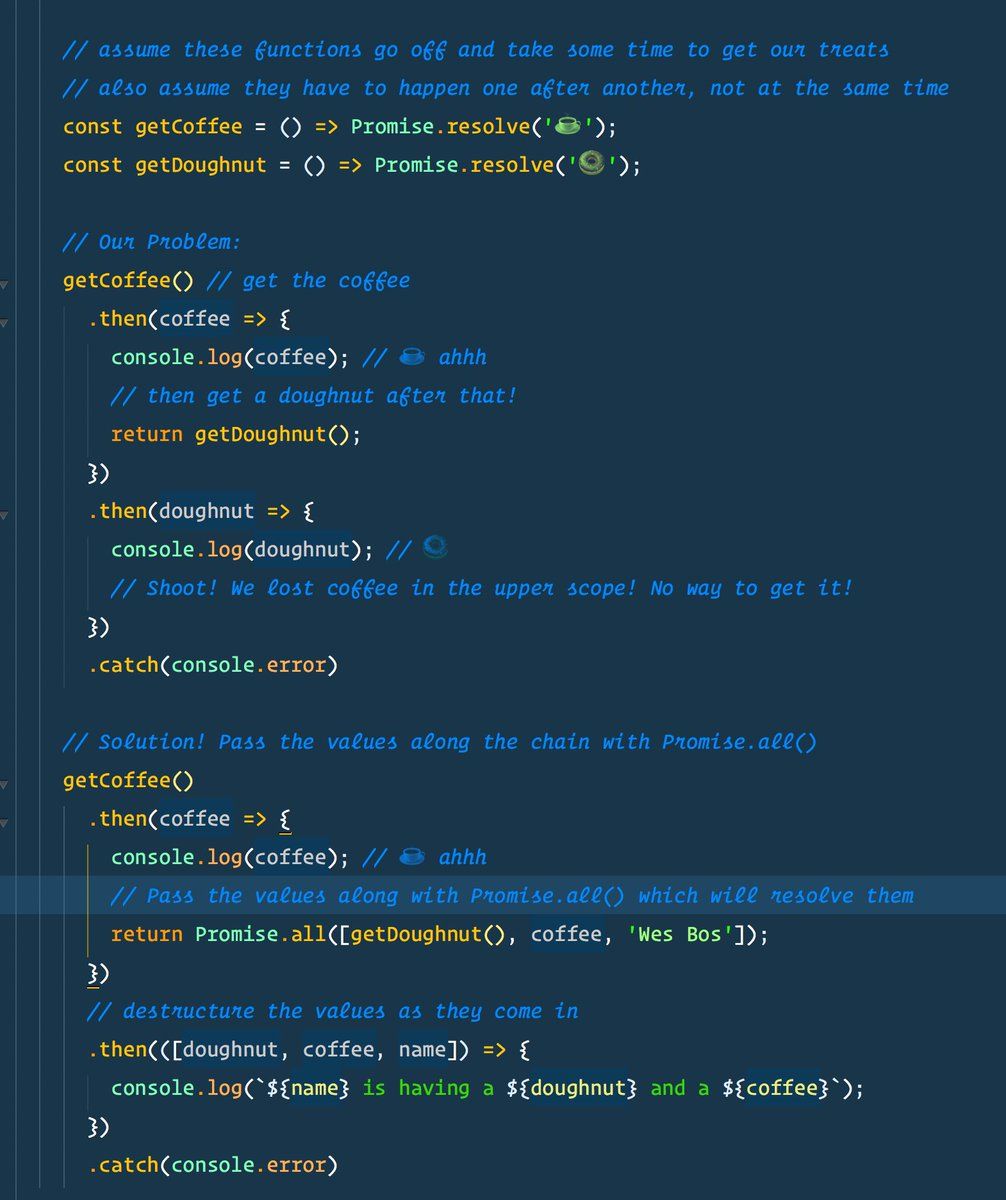 // assume these functions go off and take some time to get our treats
// also assume they have to happen one after another, not at the same time
const getCoffee = () => Promise.resolve('☕');
const getDoughnut = () => Promise.resolve('🍩');
// Our Problem:
getCoffee() // get the coffee
.then(coffee => {
console.log(coffee); // ☕ ahhh
// then get a doughnut after that!
return getDoughnut();
})
.then(doughnut => {
console.log(doughnut); // 🍩
// Shoot! We lost coffee in the upper scope! No way to get it!
})
.catch(console.error)
// Solution! Pass the values along the chain with Promise.all()
getCoffee()
.then(coffee => {
console.log(coffee); // ☕ ahhh
// Pass the values along with Promise.all() which will resolve them
return Promise.all([getDoughnut(), coffee, 'Wes Bos']);
})
// destructure the values as they come in
.then(([doughnut, coffee, name]) => {
console.log(`${name} is having a ${doughnut} and a ${coffee}`);
})
.catch(console.error)